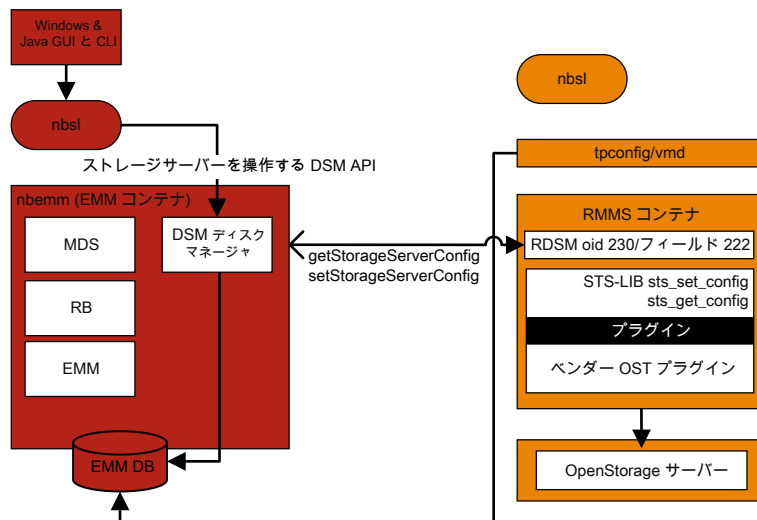 Windows &
Java GUI と CLI
nbsl
ストレージサーバーを操作する DSM API
nbemm (EMM コンテナ)
MDS
RB
EMM
DSM ディスク
マネージャ
EMM DB
getStorageServerConfig
setStorageServerConfig
nbsl
tpconfig/vmd
RMMS コンテナ
RDSM oid 230/フィールド 222
STS-LIB sts_set_config
sts_get_config
プラグイン
ベンダー OST プラグイン
OpenStorage サーバー